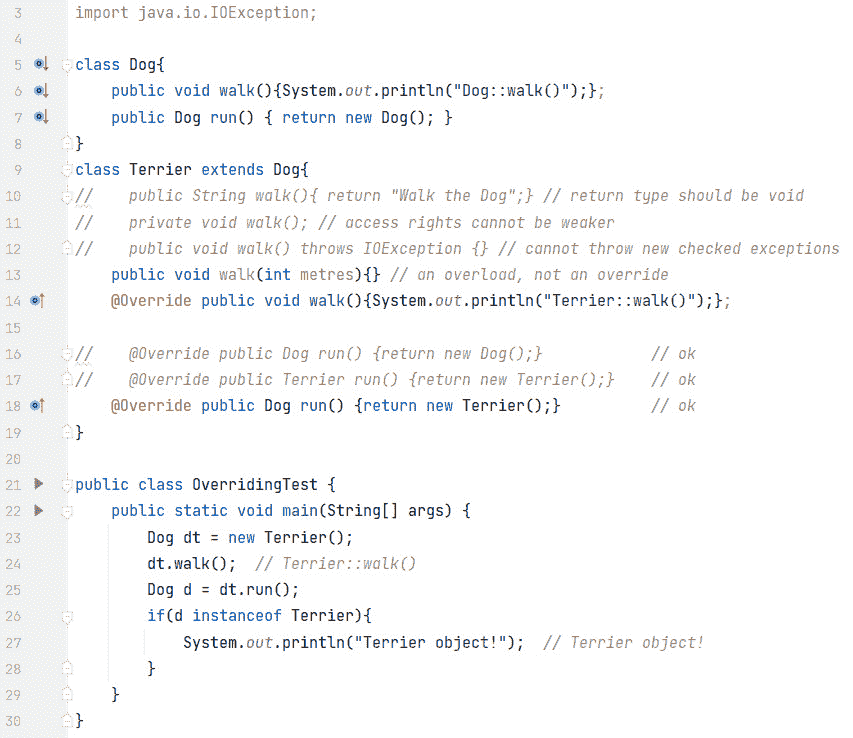 3 import java.io.IOException;
4
5 class Dog{
6     public void walk(){System.out.println("Dog::walk()");};
7     public Dog run() { return new Dog(); }
8 }
9 class Terrier extends Dog{
10 //    public String walk(){ return "Walk the Dog";} // return type should be void
11 //    private void walk(); // access rights cannot be weaker
12 //    public void walk() throws IOException {} // cannot throw new checked exceptions
13     public void walk(int metres){} // an overload, not an override
14     @Override public void walk(){System.out.println("Terrier::walk()");};
15
16 //    @Override public Dog run() {return new Dog();}            // ok
17 //    @Override public Terrier run() {return new Terrier();}    // ok
18     @Override public Dog run() {return new Terrier();}          // ok
19 }
20
21 public class OverridingTest {
22     public static void main(String[] args) {
23         Dog dt = new Terrier();
24         dt.walk();  // Terrier::walk()
25         Dog d = dt.run();
26         if(d instanceof Terrier){
27             System.out.println("Terrier object!");  // Terrier object!
28         }
29     }
30 }